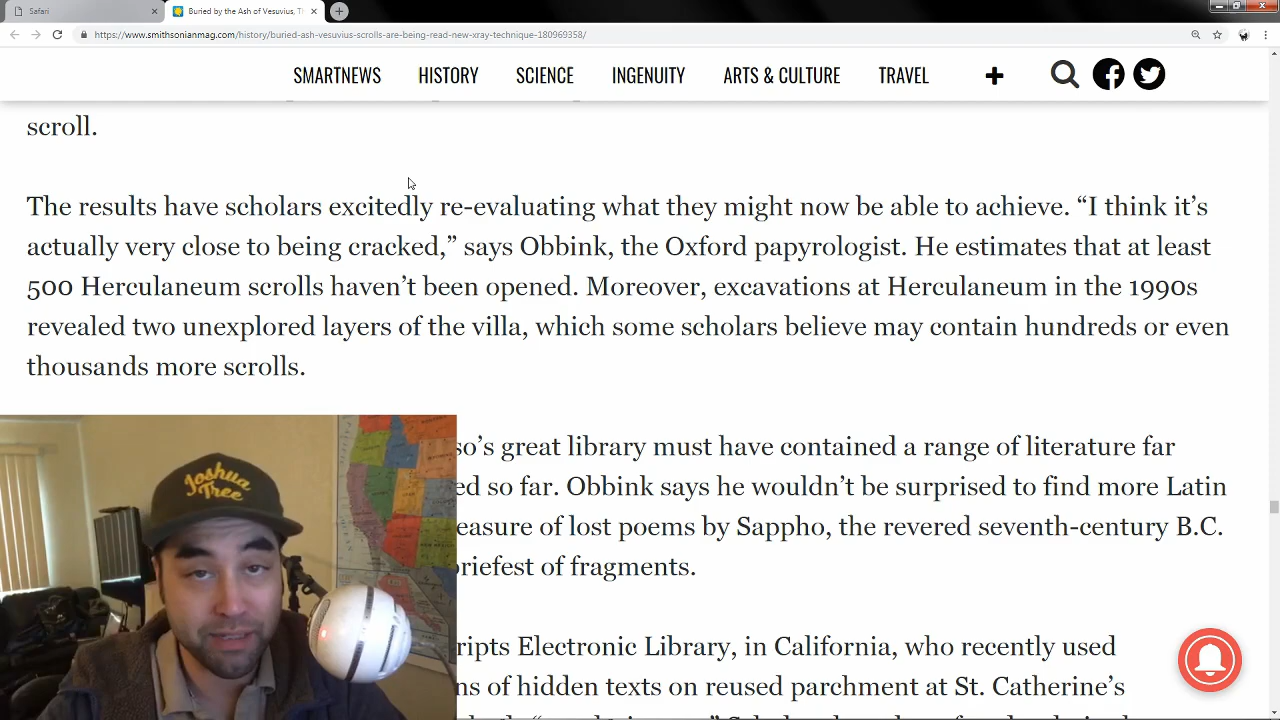 Safari
Buried by the Ash of Vesuvius, Th
https://www.smithsonianmag.com/history/buried-ash-vesuvius-scrolls-are-being-read-new-xray-technique-180969358/
SMARTNEWS HISTORY SCIENCE INGENUITY ARTS & CULTURE TRAVEL
scroll.
The results have scholars excitedly re-evaluating what they might now be able to achieve. “I think it’s
actually very close to being cracked,” says Obbink, the Oxford papyrologist. He estimates that at least
500 Herculaneum scrolls haven’t been opened. Moreover, excavations at Herculaneum in the 1990s
revealed two unexplored layers of the villa, which some scholars believe may contain hundreds or even
thousands more scrolls.
so’s great library must have contained a range of literature far
ed so far. Obbink says he wouldn’t be surprised to find more Latin
easure of lost poems by Sappho, the revered seventh-century B.C.
briefest of fragments.
ripts Electronic Library, in California, who recently used
ns of hidden texts on reused parchment at St. Catherine’s
Joshua
Tree